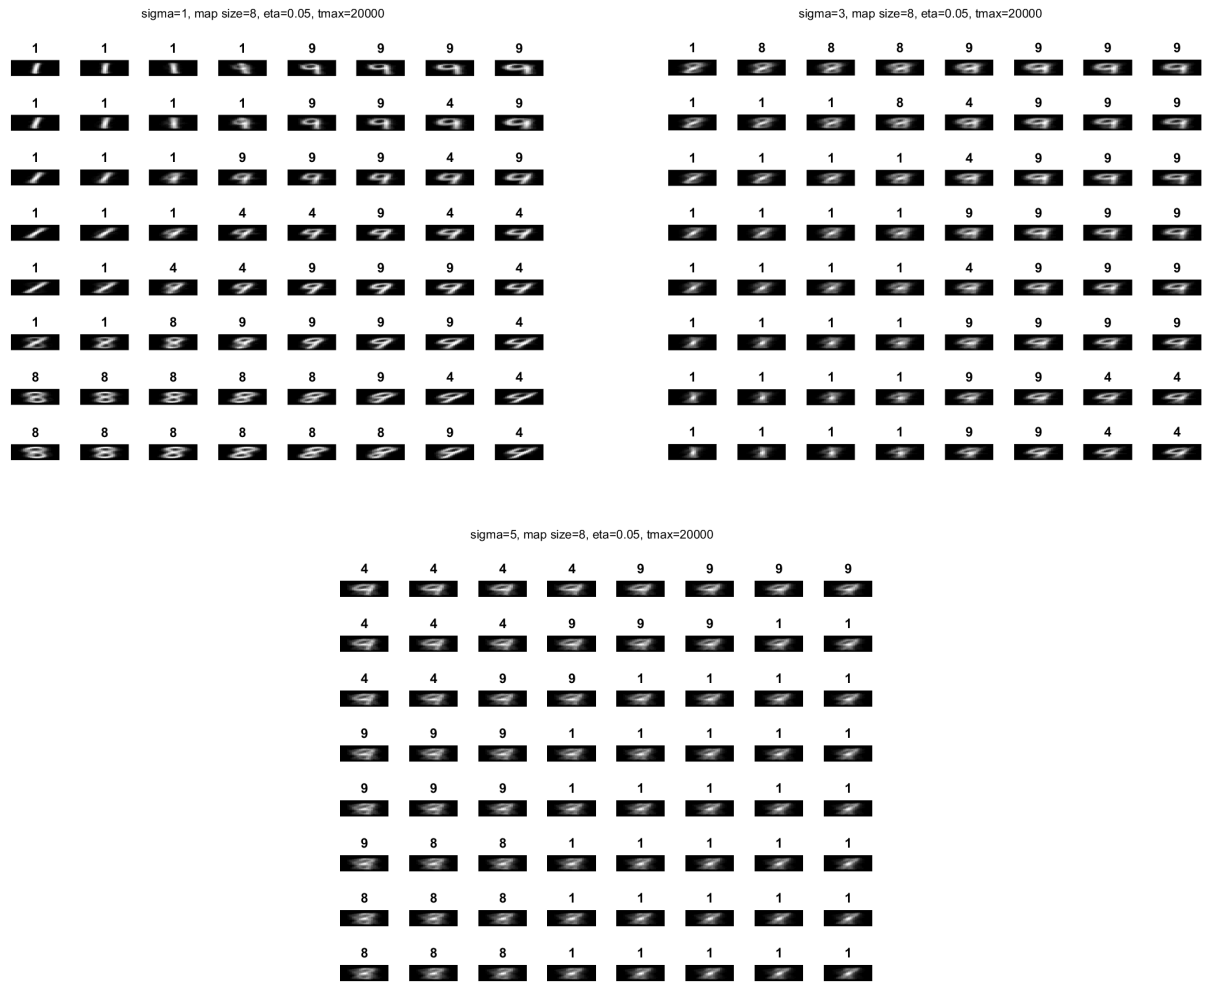 sigma=1, map size=8, eta=0.05, tmax=20000
1 1 1 1 9 9 9 9
1 1 1 1 9 9 4 9
1 1 1 9 9 9 4 9
1 1 1 4 4 9 4 4
1 1 4 4 9 9 9 4
1 1 8 9 9 9 9 4
8 8 8 8 8 9 4 4
8 8 8 8 8 8 9 4
sigma=3, map size=8, eta=0.05, tmax=20000
1 8 8 8 9 9 9 9
1 1 1 8 4 9 9 9
1 1 1 1 4 9 9 9
1 1 1 1 9 9 9 9
1 1 1 1 4 9 9 9
1 1 1 1 9 9 9 9
1 1 1 1 9 9 4 4
1 1 1 1 9 9 4 4
sigma=5, map size=8, eta=0.05, tmax=20000
4 4 4 4 9 9 9 9
4 4 4 9 9 9 1 1
4 4 9 9 1 1 1 1
9 9 9 1 1 1 1 1
9 9 9 1 1 1 1 1
9 8 8 1 1 1 1 1
8 8 8 1 1 1 1 1
8 8 8 1 1 1 1 1